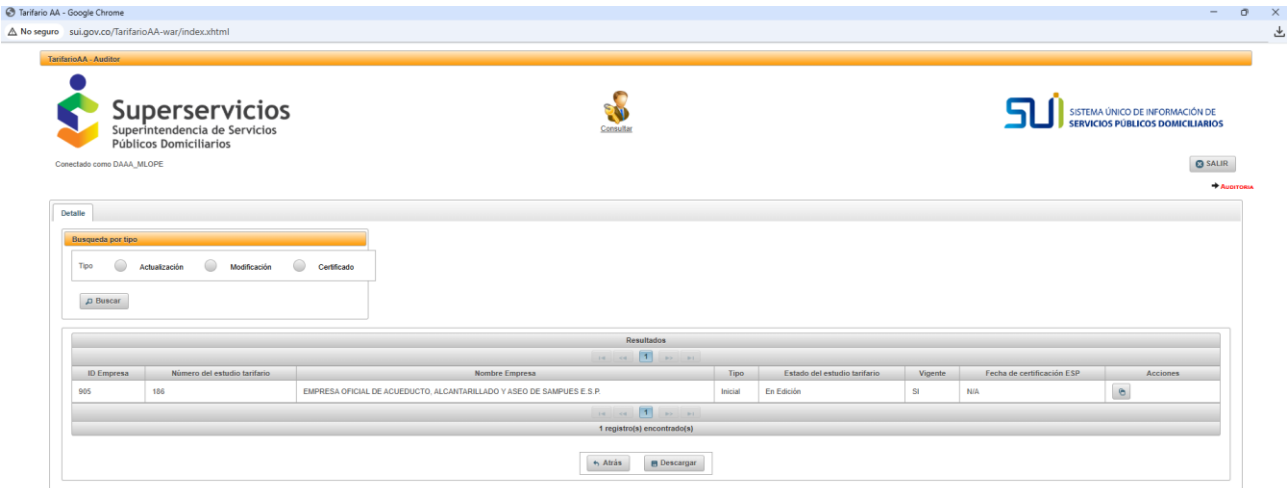 Tarifario AA - Google Chrome
No seguro sui.gov.co/TarifarioAA-war/index.xhtml
TarifarioAA - Auditor
Superservicios
Superintendencia de Servicios
Públicos Domiciliarios
Consultar
sui SISTEMA ÚNICO DE INFORMACIÓN DE
SERVICIOS PÚBLICOS DOMICILIARIOS
Conectado como DAAA_MLOPE
SALIR
AUDITORIA
Detalle
Busqueda por tipo
Tipo Actualización Modificación Certificado
Buscar
Resultados
1
ID Empresa Número del estudio tarifario Nombre Empresa Tipo Estado del estudio tarifario Vigente Fecha de certificación ESP Acciones
905 186 EMPRESA OFICIAL DE ACUEDUCTO, ALCANTARILLADO Y ASEO DE SAMPUES E.S.P. Inicial En Edición SI N/A
1
1 registro(s) encontrado(s)
Atrás Descargar